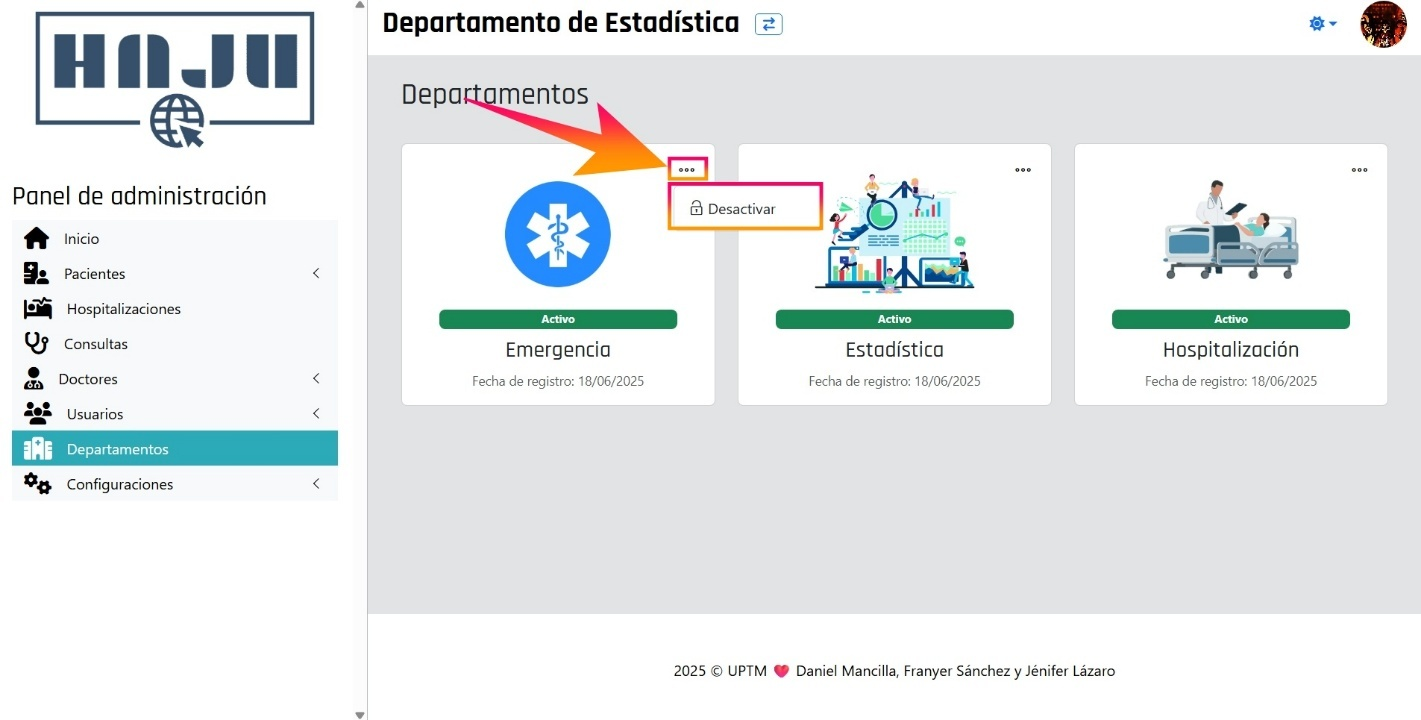 HNJU
Departamento de Estadística
Panel de administración
Inicio
Pacientes
Hospitalizaciones
Consultas
Doctores
Usuarios
Departamentos
Configuraciones
Departamentos
Desactivar
Activo
Emergencia
Fecha de registro: 18/06/2025
Activo
Estadística
Fecha de registro: 18/06/2025
Activo
Hospitalización
Fecha de registro: 18/06/2025
2025 © UPTM ❤ Daniel Mancilla, Franyer Sánchez y Jénifer Lázaro